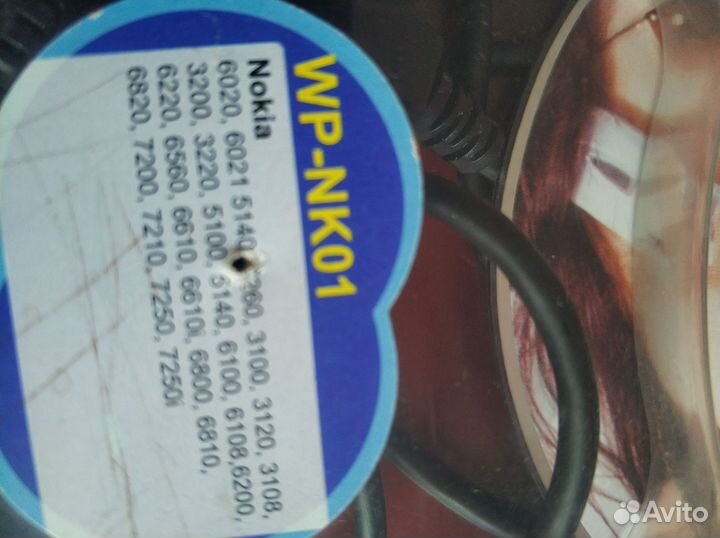 WP-NK01
Nokia
6020, 6021 5140, 3100, 3120, 3108,
3200, 3220, 5100, 5140, 6100, 6108,6200,
6220, 6560, 6610, 6610i, 6800, 6810,
6820, 7200, 7210, 7250, 7250i
Avito